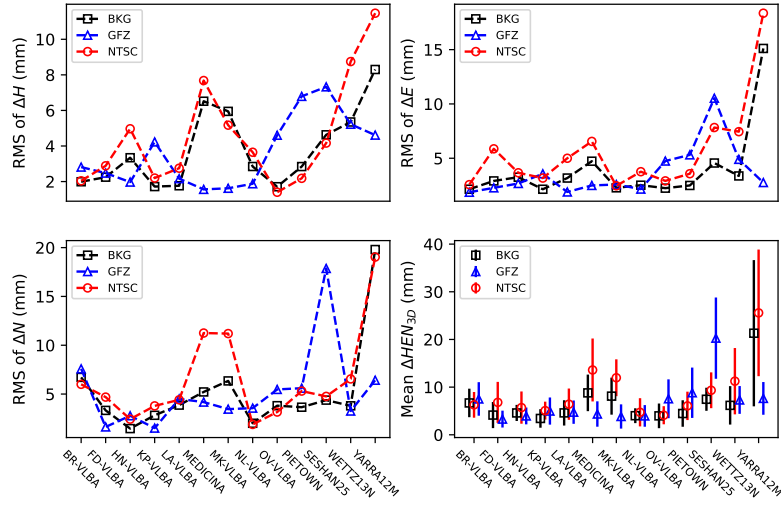 RMS of ΔH (mm)
10
8
6
4
2
BKG
GFZ
NTSC
RMS of ΔE (mm)
15
10
5
BKG
GFZ
NTSC
RMS of ΔN (mm)
20
15
10
5
BKG
GFZ
NTSC
BR-VLBA
FD-VLBA
HN-VLBA
KP-VLBA
LA-VLBA
MEDICINA
MK-VLBA
NL-VLBA
OV-VLBA
PIETOWN
SESHAN25
WETTZ13N
YARRA12M
Mean ΔHEN3D (mm)
40
30
20
10
0
BKG
GFZ
NTSC
BR-VLBA
FD-VLBA
HN-VLBA
KP-VLBA
LA-VLBA
MEDICINA
MK-VLBA
NL-VLBA
OV-VLBA
PIETOWN
SESHAN25
WETTZ13N
YARRA12M